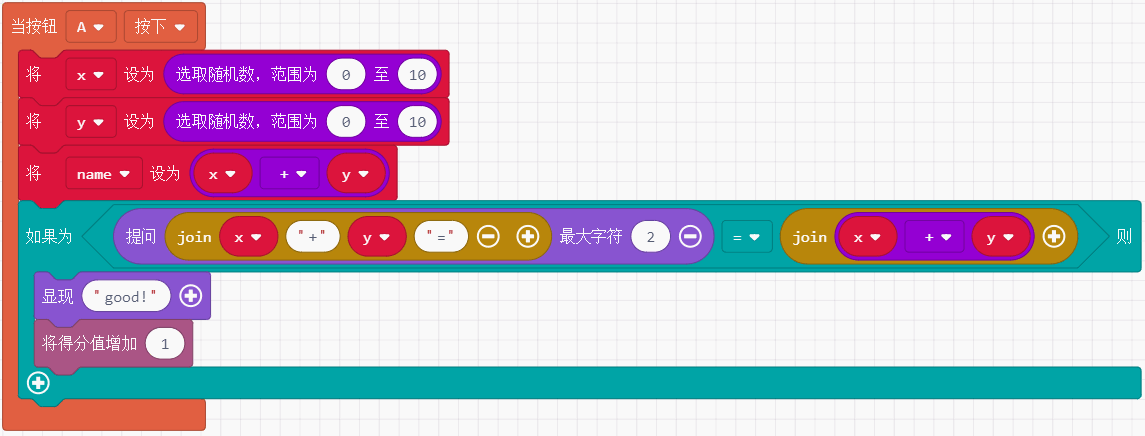 当按钮 A 按下
将 x 设为 选取随机数，范围为 0 至 10
将 y 设为 选取随机数，范围为 0 至 10
将 name 设为 x + y
如果为 提问 join x "+" y "=" 最大字符 2 = join x + y 则
显现 "good!"
将得分值增加 1